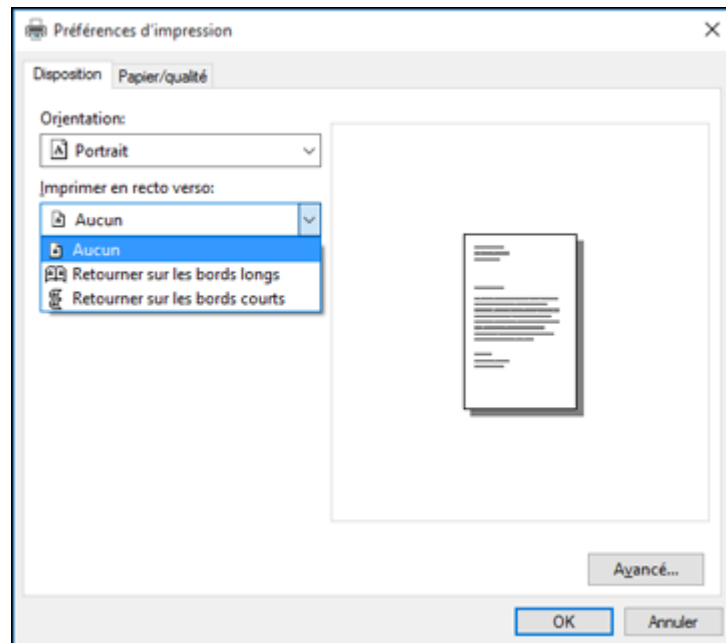 Préférences d'impression
Disposition
Papier/qualité
Orientation:
Portrait
Imprimer en recto verso:
Aucun
Aucun
Retourner sur les bords longs
Retourner sur les bords courts
Avancé...
OK
Annuler